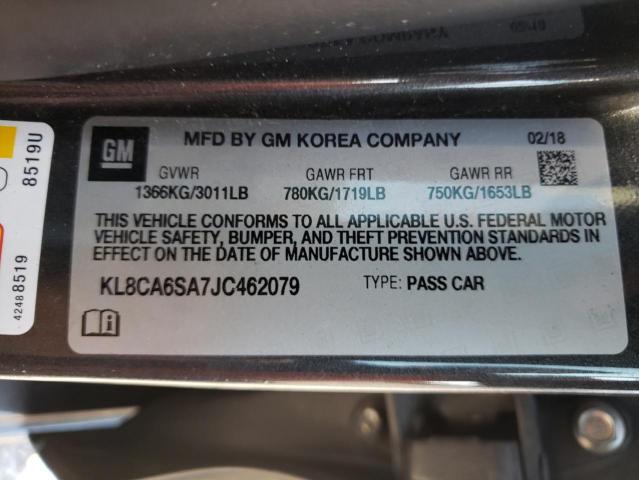 GM
MFD BY GM KOREA COMPANY
02/18
GVWR
GAWR FRT
GAWR RR
1366KG/3011LB
780KG/1719LB
750KG/1653LB
THIS VEHICLE CONFORMS TO ALL APPLICABLE U.S. FEDERAL MOTOR
VEHICLE SAFETY, BUMPER, AND THEFT PREVENTION STANDARDS IN
EFFECT ON THE DATE OF MANUFACTURE SHOWN ABOVE.
KL8CA6SA7JC462079
TYPE: PASS CAR
8519U
4248 8519